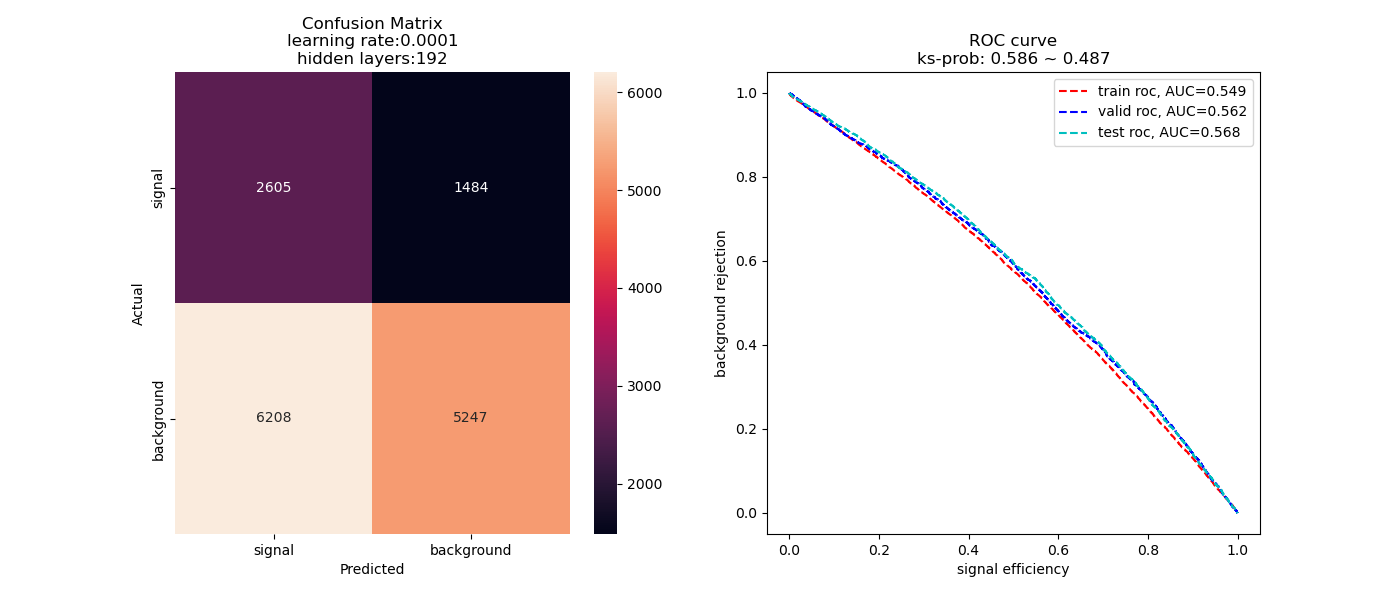 Confusion Matrix
learning rate:0.0001
hidden layers:192
signal
background
Actual
2605
1484
6208
5247
signal
background
Predicted
6000
5000
4000
3000
2000
ROC curve
ks-prob: 0.586 ~ 0.487
train roc, AUC=0.549
valid roc, AUC=0.562
test roc, AUC=0.568
background rejection
1.0
0.8
0.6
0.4
0.2
0.0
0.0
0.2
0.4
0.6
0.8
1.0
signal efficiency